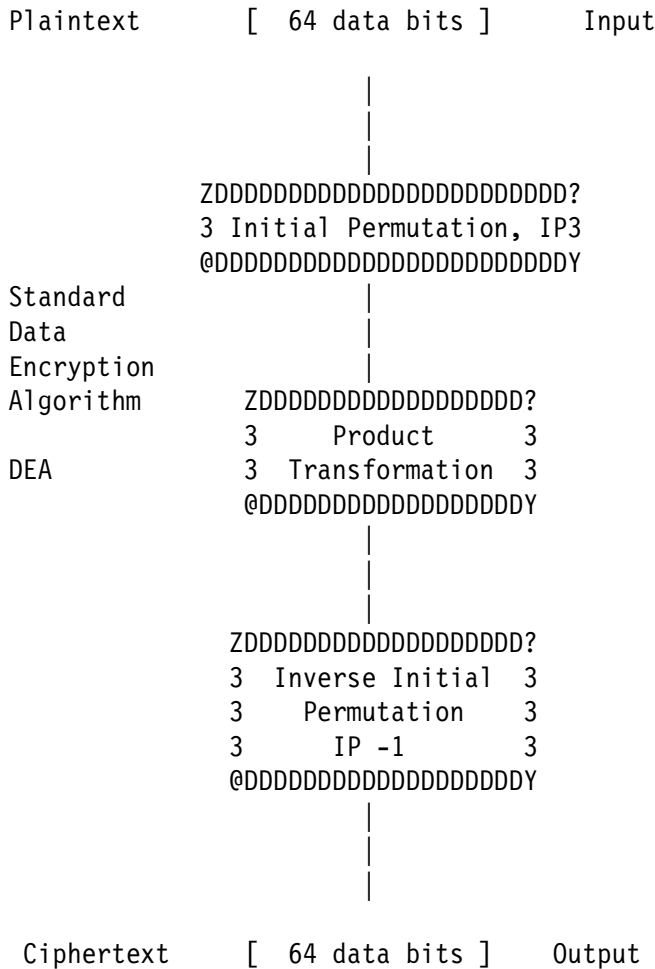 Plaintext [ 64 data bits ] Input
|
|
|
ZDDDDDDDDDDDDDDDDDDDDDDDD?
3 Initial Permutation, IP3
@DDDDDDDDDDDDDDDDDDDDDDDDY
Standard |
Data |
Encryption |
Algorithm ZDDDDDDDDDDDDDDDDDD?
3 Product 3
DEA 3 Transformation 3
@DDDDDDDDDDDDDDDDDDY
|
|
|
ZDDDDDDDDDDDDDDDDDDD?
3 Inverse Initial 3
3 Permutation 3
3 IP -1 3
@DDDDDDDDDDDDDDDDDDDY
|
|
|
Ciphertext [ 64 data bits ] Output